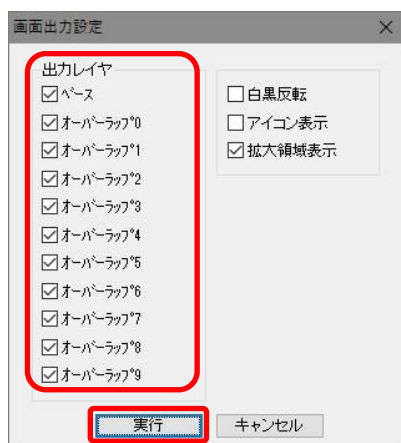 画面出力設定
出力レイヤ
ベース
オーバーラップ0
オーバーラップ1
オーバーラップ2
オーバーラップ3
オーバーラップ4
オーバーラップ5
オーバーラップ6
オーバーラップ7
オーバーラップ8
オーバーラップ9
白黒反転
アイコン表示
拡大領域表示
実行
キャンセル